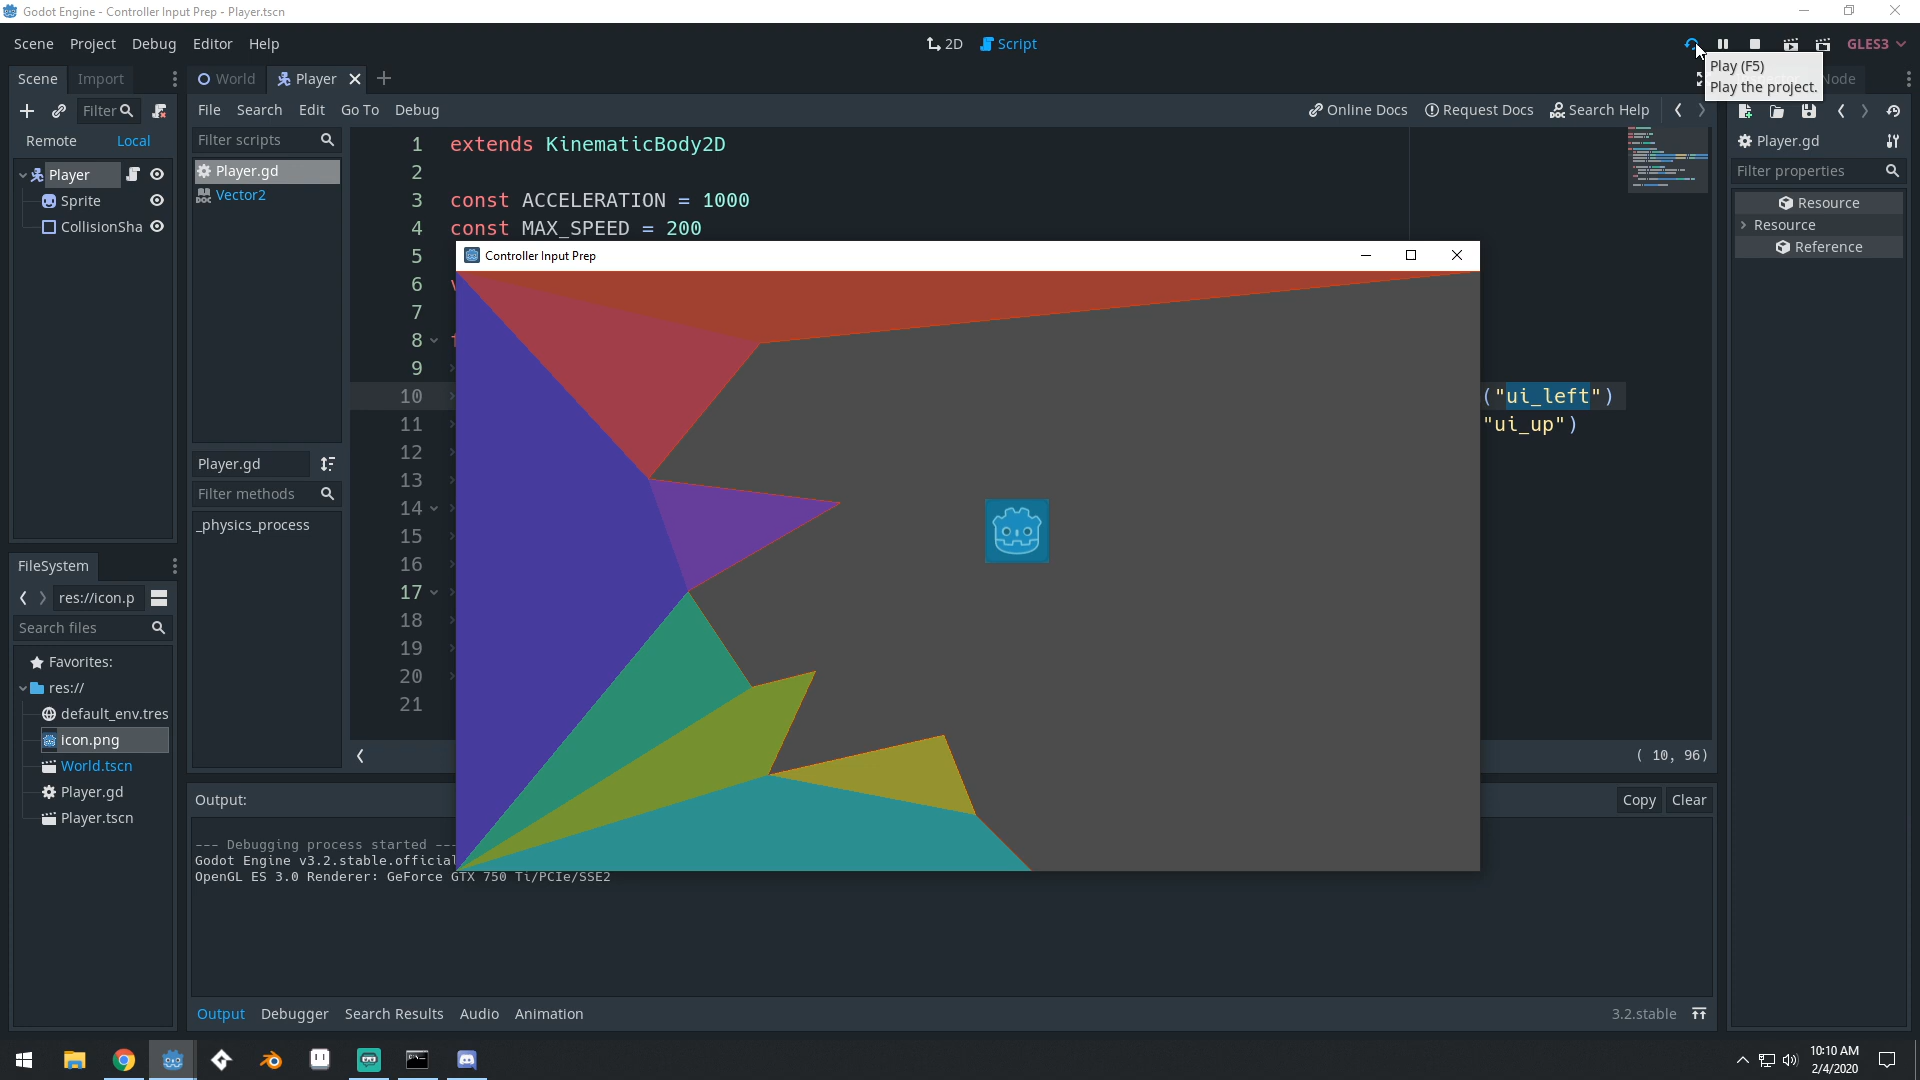 Godot Engine - Controller Input Prep - Player.tscn
Scene Project Debug Editor Help
2D Script
GLES3
Play (F5)
Play the project.
Scene Import
World Player
Node
Filter
File Search Edit Go To Debug
Online Docs Request Docs Search Help
Remote Local
Filter scripts
Player.gd
Filter properties
Player
Sprite
CollisionSha
Player.gd
Vector2
1 extends KinematicBody2D
2
3 const ACCELERATION = 1000
4 const MAX_SPEED = 200
5
6
7
8
9
10 ("ui_left")
11 "ui_up")
12
13
14
15
16
17
18
19
20
21
Resource
Resource
Reference
Controller Input Prep
Player.gd
Filter methods
_physics_process
FileSystem
res://icon.p
Search files
Favorites:
res://
default_env.tres
icon.png
World.tscn
Player.gd
Player.tscn
( 10, 96)
Output:
Copy Clear
--- Debugging process started ---
Godot Engine v3.2.stable.official
OpenGL ES 3.0 Renderer: GeForce GTX 750 Ti/PCIe/SSE2
Output Debugger Search Results Audio Animation
3.2.stable
10:10 AM
2/4/2020